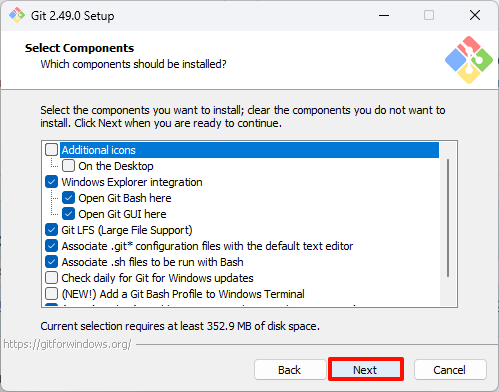 Git 2.49.0 Setup
Select Components
Which components should be installed?
Select the components you want to install; clear the components you do not want to
install. Click Next when you are ready to continue.
Additional icons
On the Desktop
Windows Explorer integration
Open Git Bash here
Open Git GUI here
Git LFS (Large File Support)
Associate .git* configuration files with the default text editor
Associate .sh files to be run with Bash
Check daily for Git for Windows updates
(NEW!) Add a Git Bash Profile to Windows Terminal
Current selection requires at least 352.9 MB of disk space.
https://gitforwindows.org/
Back
Next
Cancel